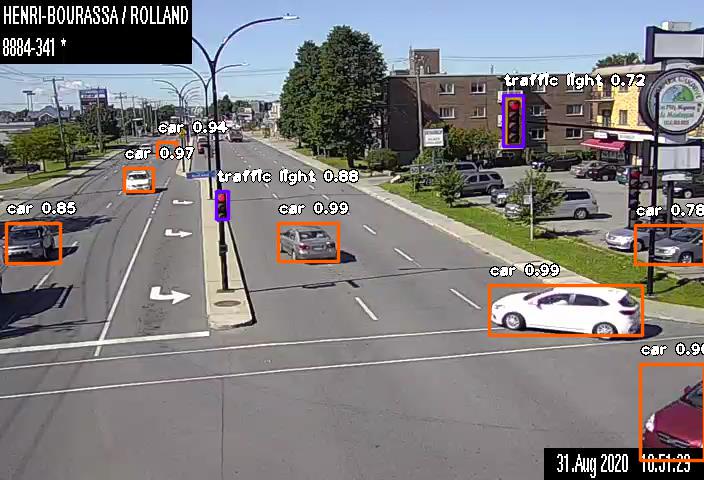 HENRI-BOURASSA / ROLLAND
8884-341 *
traffic light 0.72
car 0.94
car 0.97
traffic light 0.88
car 0.85
car 0.99
car 0.78
car 0.99
31.Aug 2020 10:51:29